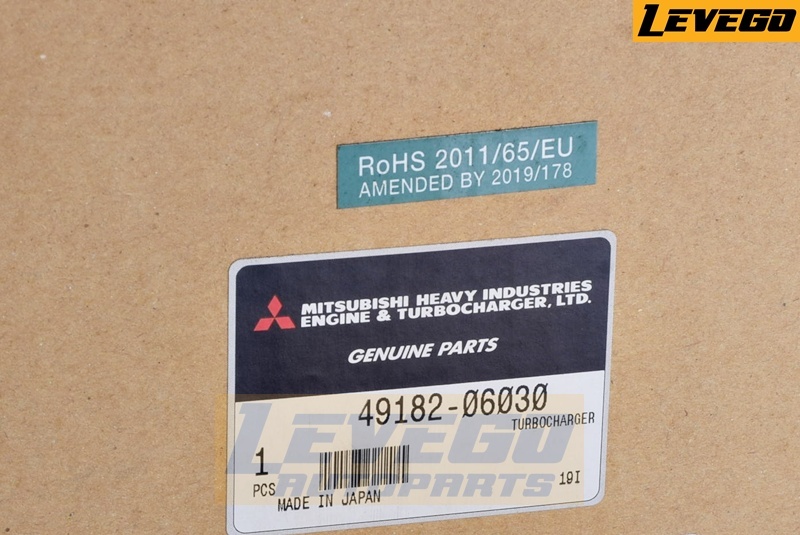 LEVEGO
RoHS 2011/65/EU
AMENDED BY 2019/178
MITSUBISHI HEAVY INDUSTRIES
ENGINE & TURBOCHARGER, LTD.
GENUINE PARTS
49182-06030
TURBOCHARGER
LEVEGO
AUTOPARTS
1
PCS
19I
MADE IN JAPAN